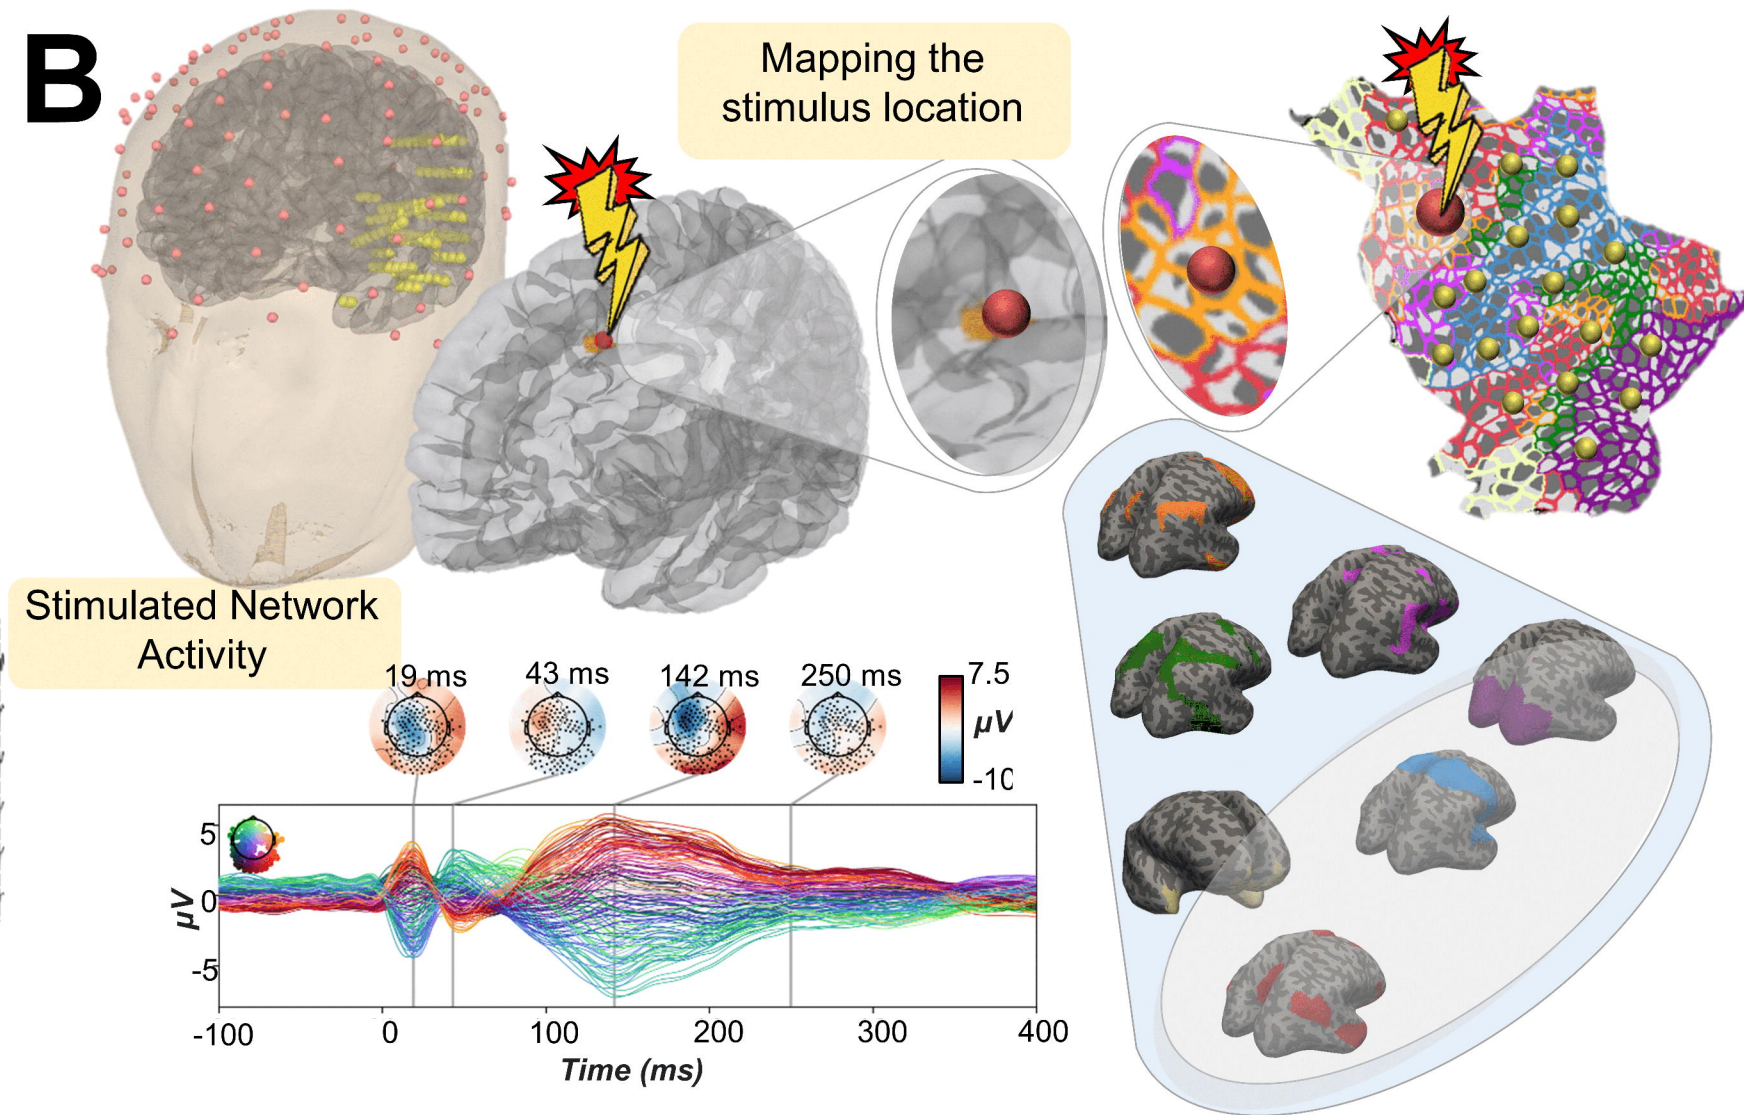 B
Mapping the
stimulus location
Stimulated Network
Activity
19 ms
43 ms
142 ms
250 ms
7.5
μV
-10
5
0
-5
μV
-100
0
100
200
300
400
Time (ms)